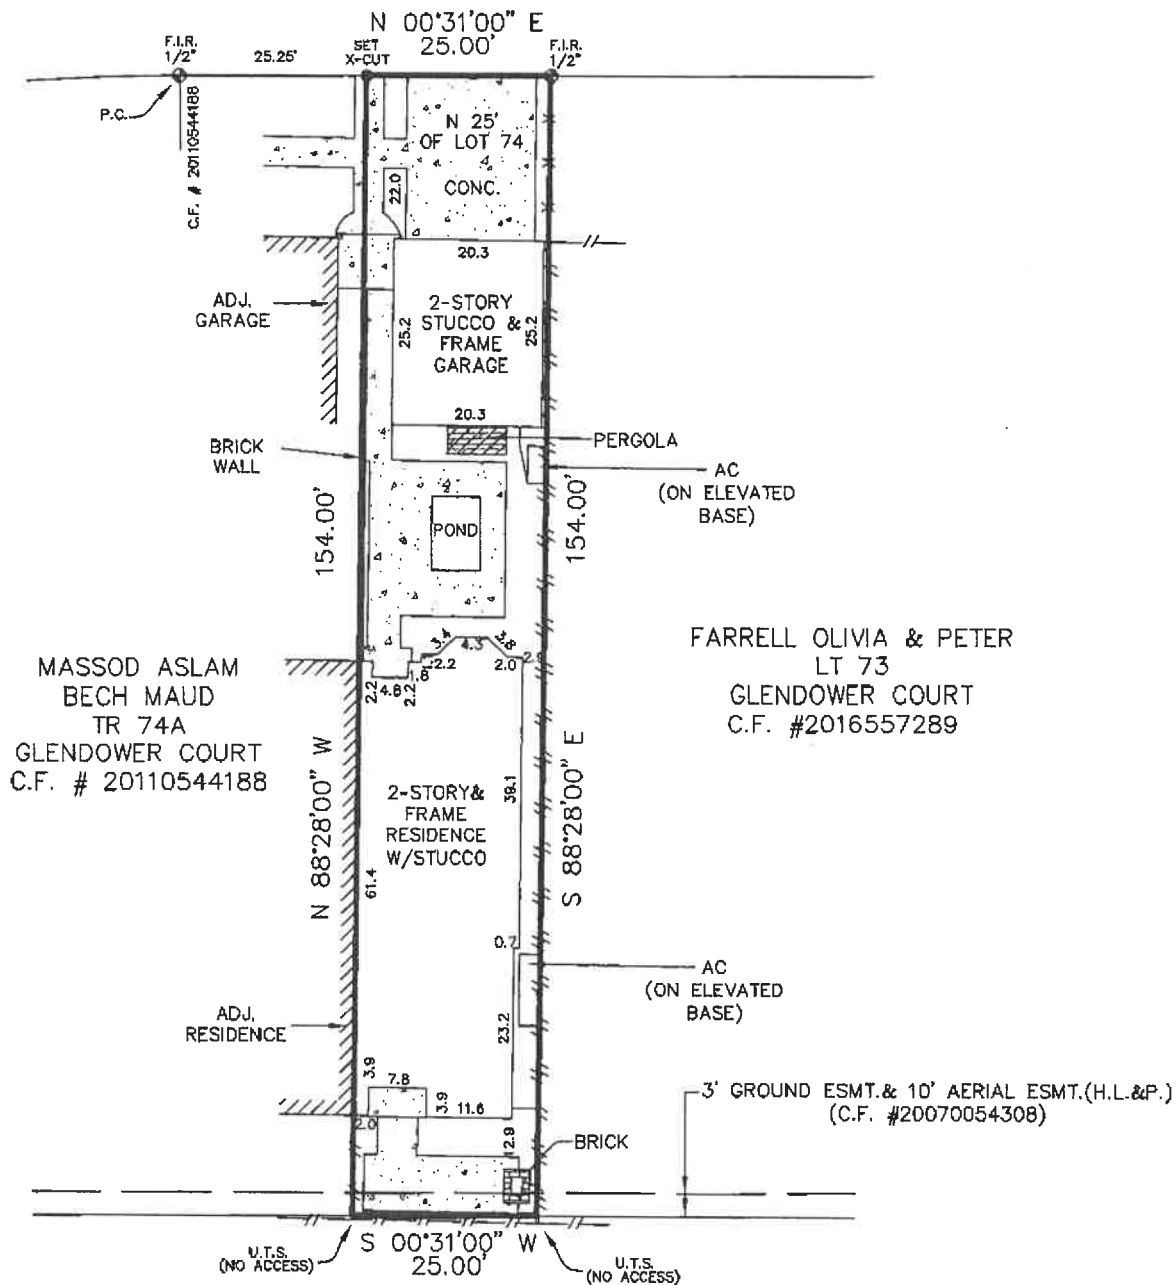 N 00°31'00" E
25.00'
F.I.R.
1/2"
25.25'
SET
X-CUT
F.I.R.
1/2"
P.C.
C.F. # 20110544188
N 25'
OF LOT 74
CONC.
22.0
20.3
ADJ.
GARAGE
2-STORY
STUCCO &
FRAME
GARAGE
25.2
25.2
20.3
PERGOLA
BRICK
WALL
AC
(ON ELEVATED
BASE)
POND
154.00'
154.00'
3.4
4.3
3.8
1.2
2.2
2.0
1.8
2.2
4.8
2.2
MASSOD ASLAM
BECH MAUD
TR 74A
GLENDOWER COURT
C.F. # 20110544188
FARRELL OLIVIA & PETER
LT 73
GLENDOWER COURT
C.F. #2016557289
N 88°28'00" W
S 88°28'00" E
2-STORY&
FRAME
RESIDENCE
W/STUCCO
38.1
61.4
0.7
AC
(ON ELEVATED
BASE)
ADJ.
RESIDENCE
23.2
3.9
7.8
3.9
11.6
2.0
12.9
BRICK
3' GROUND ESMT.& 10' AERIAL ESMT.(H.L.&P.)
(C.F. #20070054308)
U.T.S.
(NO ACCESS)
S 00°31'00" W
25.00'
U.T.S.
(NO ACCESS)